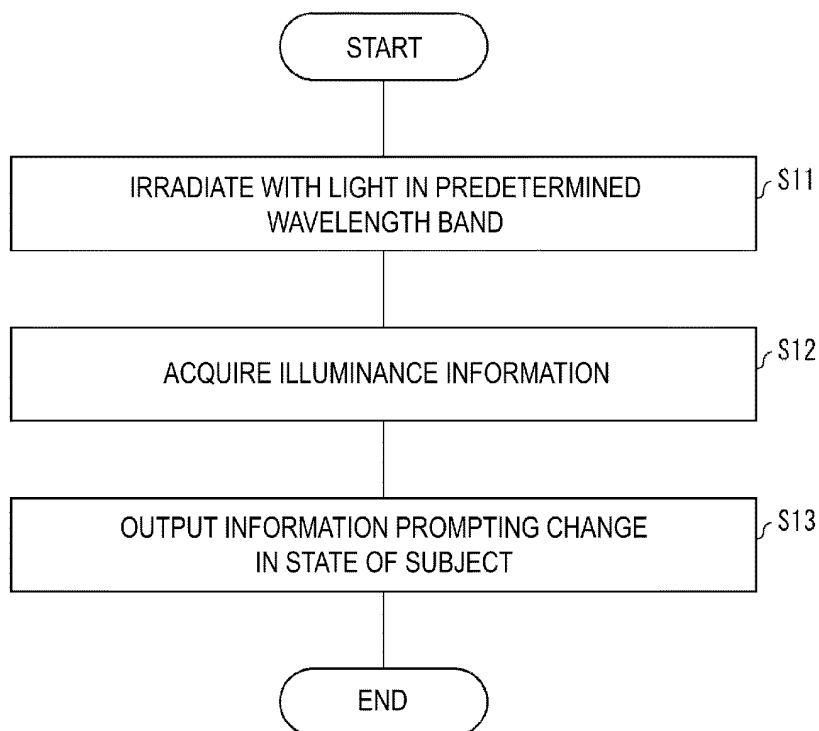 START
IRRADIATE WITH LIGHT IN PREDETERMINED
WAVELENGTH BAND
S11
ACQUIRE ILLUMINANCE INFORMATION
S12
OUTPUT INFORMATION PROMPTING CHANGE
IN STATE OF SUBJECT
S13
END